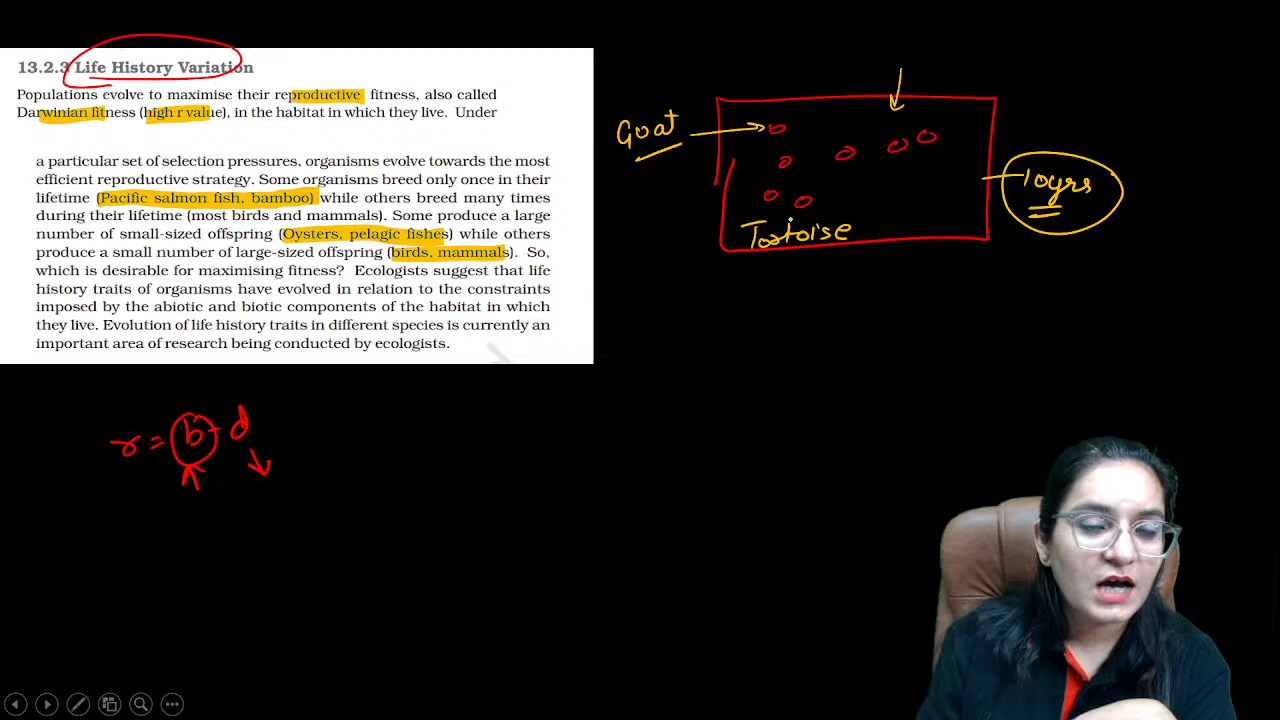 13.2.3 Life History Variation
Populations evolve to maximise their reproductive fitness, also called
Darwinian fitness (high r value), in the habitat in which they live. Under
a particular set of selection pressures, organisms evolve towards the most
efficient reproductive strategy. Some organisms breed only once in their
lifetime (Pacific salmon fish, bamboo) while others breed many times
during their lifetime (most birds and mammals). Some produce a large
number of small-sized offspring (Oysters, pelagic fishes) while others
produce a small number of large-sized offspring (birds, mammals). So,
which is desirable for maximising fitness? Ecologists suggest that life
history traits of organisms have evolved in relation to the constraints
imposed by the abiotic and biotic components of the habitat in which
they live. Evolution of life history traits in different species is currently an
important area of research being conducted by ecologists.
Goat
10yrs
Tortoise
r = b - d